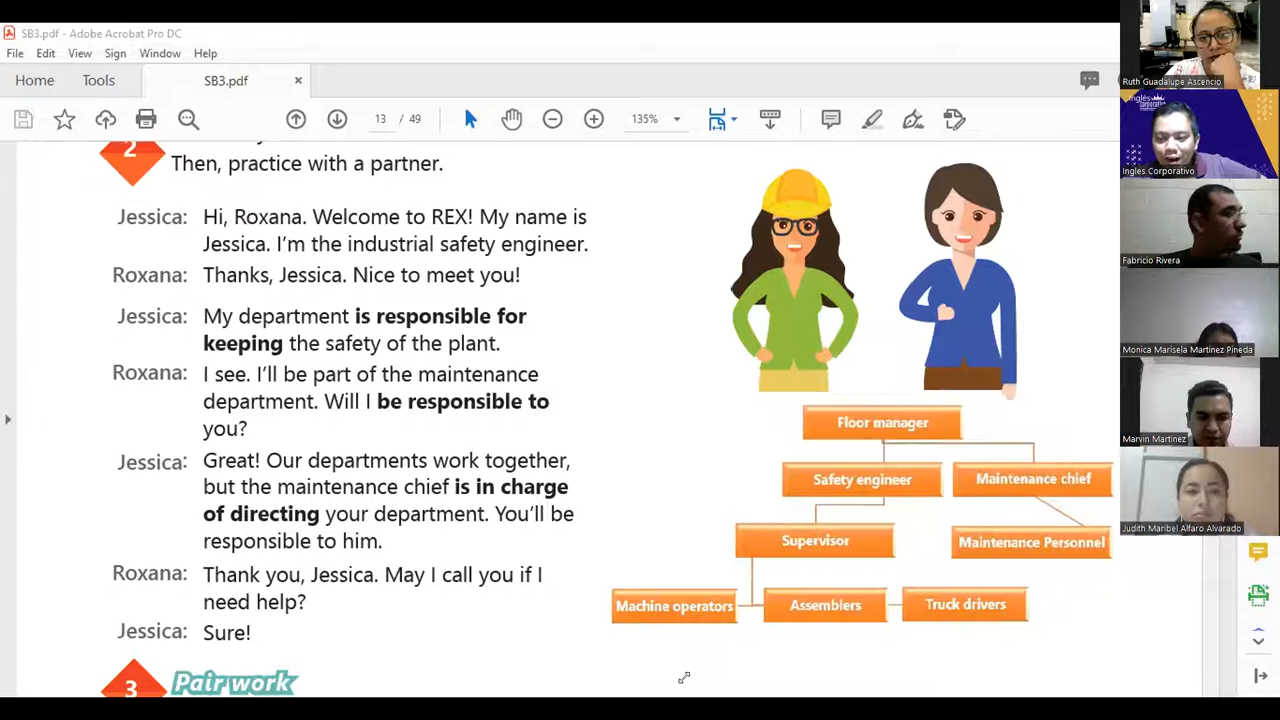 SB3.pdf - Adobe Acrobat Pro DC
File Edit View Sign Window Help
Home Tools SB3.pdf ×
13 / 49 135%
2
Then, practice with a partner.
Jessica: Hi, Roxana. Welcome to REX! My name is
Jessica. I'm the industrial safety engineer.
Roxana: Thanks, Jessica. Nice to meet you!
Jessica: My department is responsible for
keeping the safety of the plant.
Roxana: I see. I'll be part of the maintenance
department. Will I be responsible to
you?
Jessica: Great! Our departments work together,
but the maintenance chief is in charge
of directing your department. You'll be
responsible to him.
Roxana: Thank you, Jessica. May I call you if I
need help?
Jessica: Sure!
3 Pair work
Floor manager
Safety engineer Maintenance chief
Supervisor Maintenance Personnel
Machine operators Assemblers Truck drivers
Ruth Guadalupe Ascencio
Inglés
Corporativo
Ingles Corporativo
Fabricio Rivera
Monica Marisela Martinez Pineda
Marvin Martinez
Judith Maribel Alfaro Alvarado